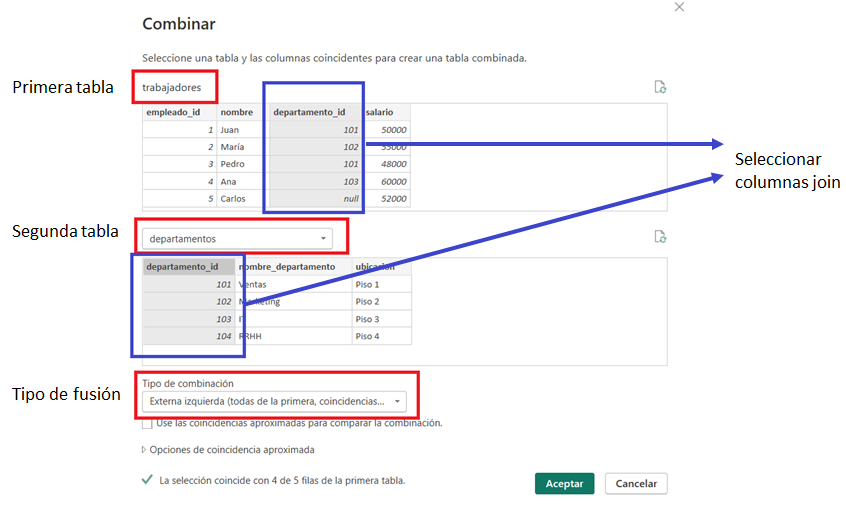 Combinar
Seleccione una tabla y las columnas coincidentes para crear una tabla combinada.
Primera tabla
trabajadores
empleado_id nombre departamento_id salario
1 Juan 101 50000
2 María 102 55000
3 Pedro 101 48000
4 Ana 103 60000
5 Carlos null 52000
Seleccionar
columnas join
Segunda tabla
departamentos
departamento_id nombre_departamento ubicacion
101 Ventas Piso 1
102 Marketing Piso 2
103 IT Piso 3
104 RRHH Piso 4
Tipo de fusión
Tipo de combinación
Externa izquierda (todas de la primera, coincidencias...
Use las coincidencias aproximadas para comparar la combinación.
Opciones de coincidencia aproximada
La selección coincide con 4 de 5 filas de la primera tabla.
Aceptar
Cancelar